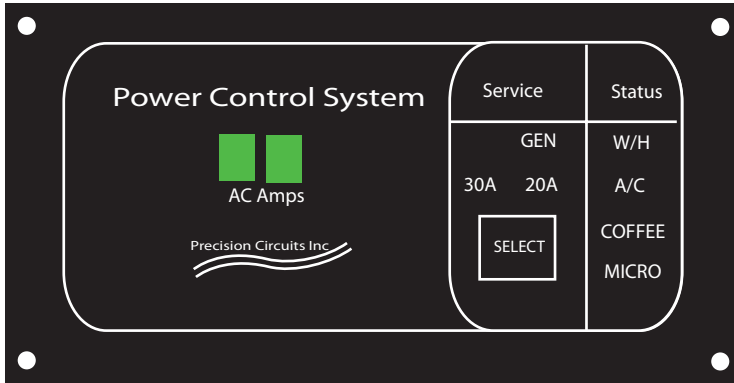 Power Control System
AC Amps
Precision Circuits Inc
Service
GEN
30A 20A
SELECT
Status
W/H
A/C
COFFEE
MICRO